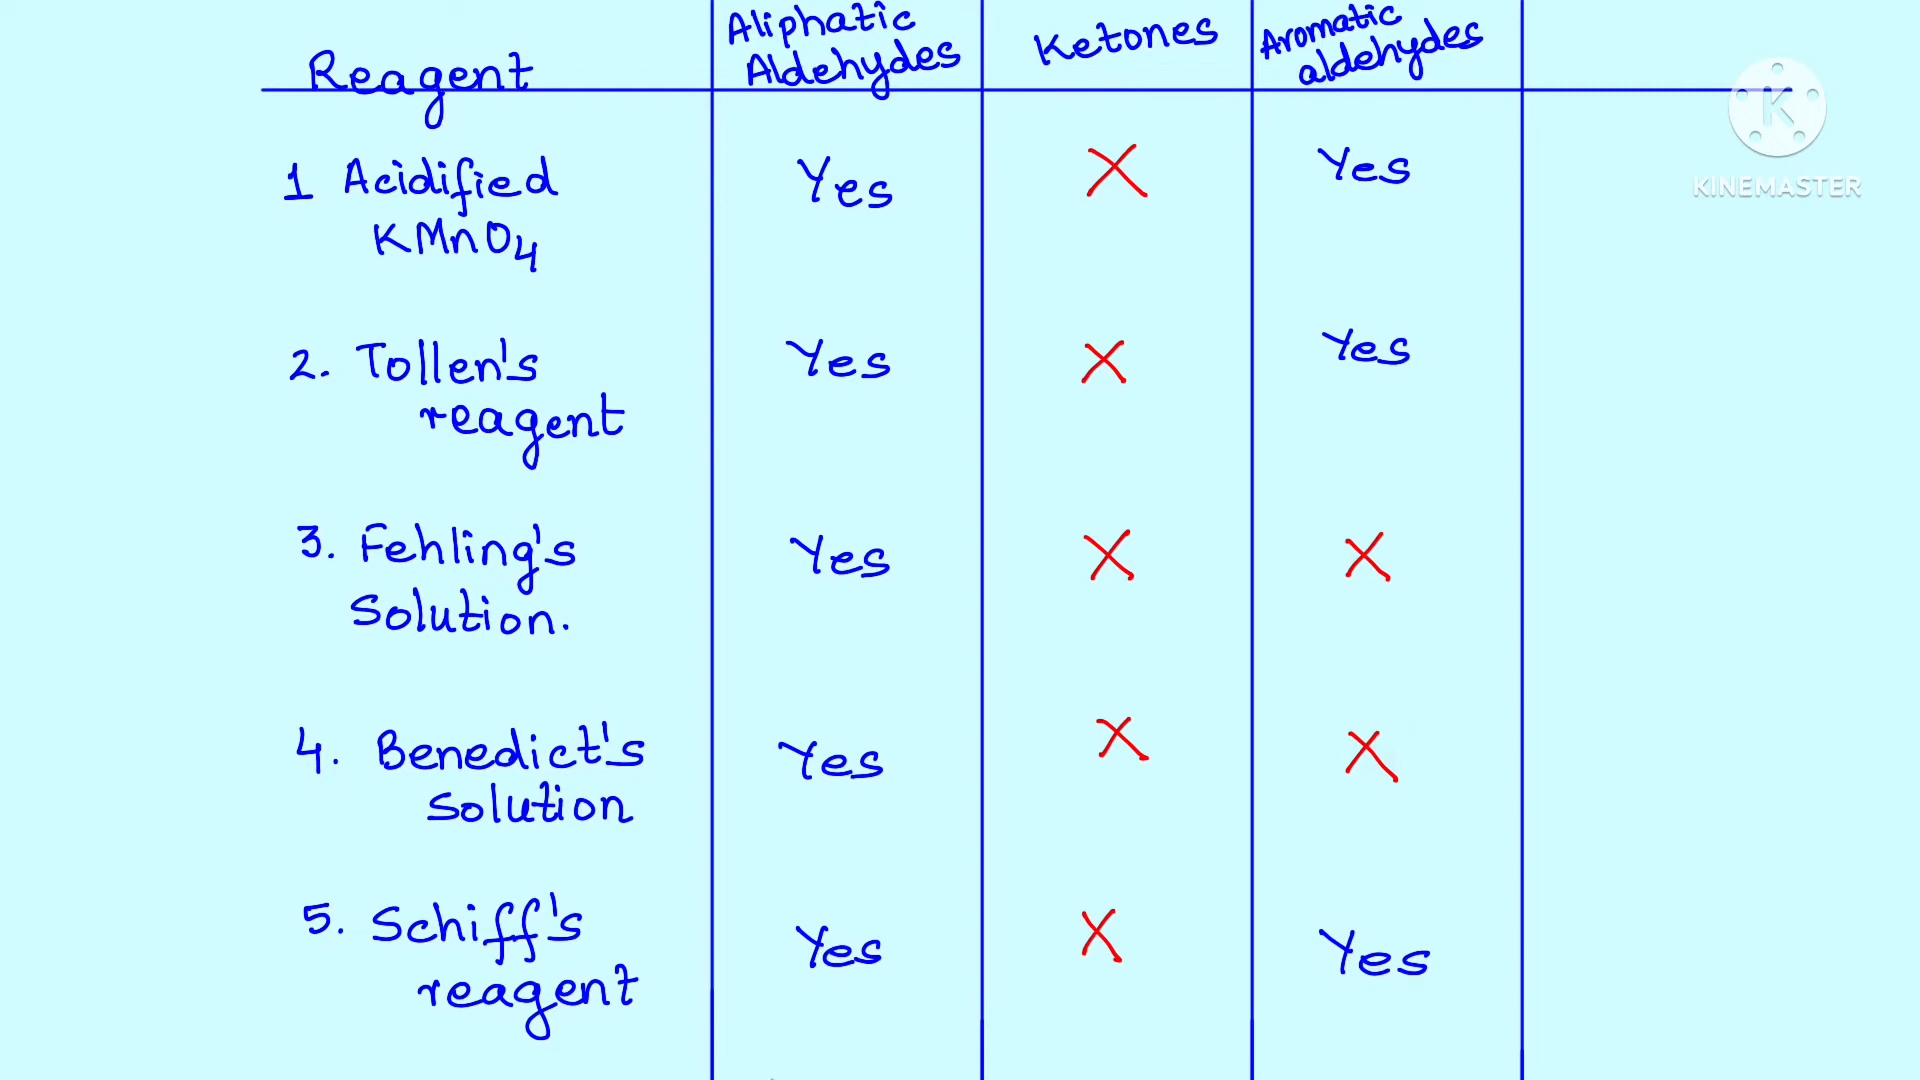 Reagent
Aliphatic
Aldehydes
Ketones
Aromatic
aldehydes
1 Acidified
KMnO4
Yes
X
Yes
2. Tollen's
reagent
Yes
X
Yes
3. Fehling's
Solution.
Yes
X
X
4. Benedict's
solution
Yes
X
X
5. Schiff's
reagent
Yes
X
Yes
K
KINEMASTER